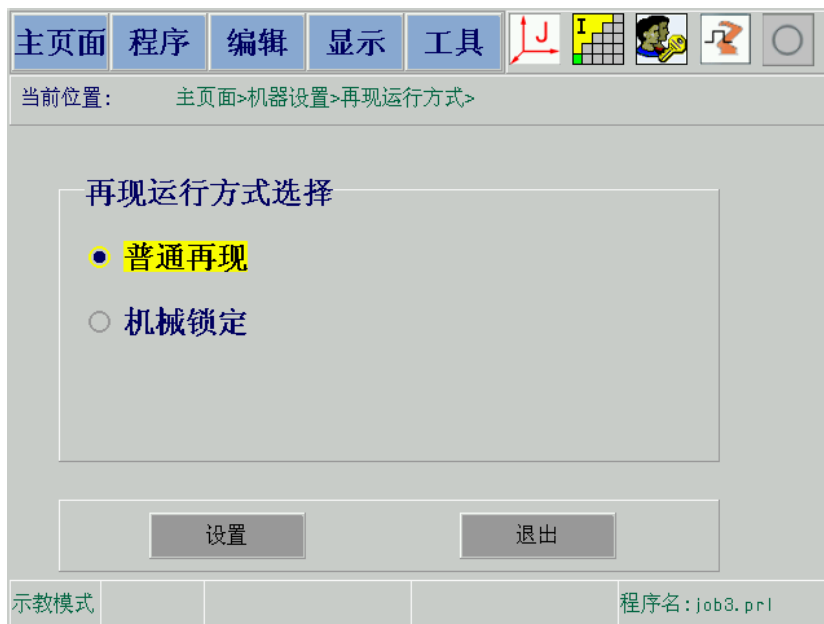 主页面 程序 编辑 显示 工具 J I
当前位置: 主页面>机器设置>再现运行方式>
再现运行方式选择
普通再现
机械锁定
设置 退出
示教模式 程序名:job3.prl